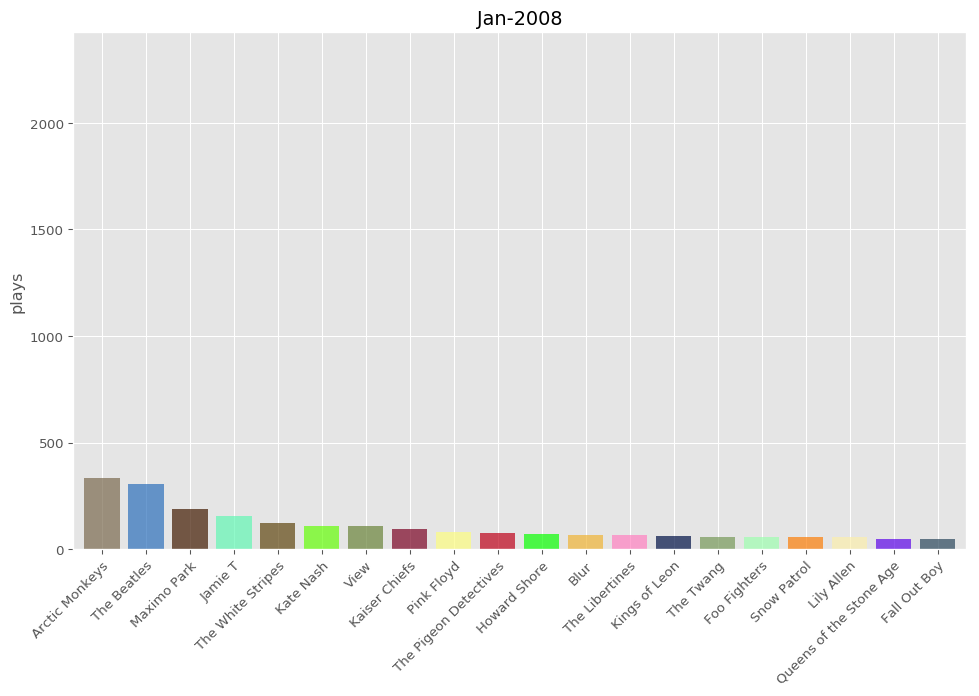 Jan-2008
plays
2000
1500
1000
500
0
Arctic Monkeys
The Beatles
Maximo Park
Jamie T
The White Stripes
Kate Nash
View
Kaiser Chiefs
Pink Floyd
The Pigeon Detectives
Howard Shore
Blur
The Libertines
Kings of Leon
The Twang
Foo Fighters
Snow Patrol
Lily Allen
Queens of the Stone Age
Fall Out Boy